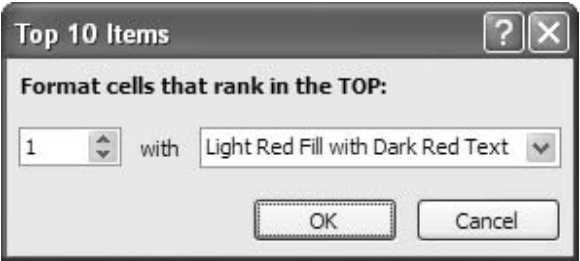 Top 10 Items
Format cells that rank in the TOP:
1 with Light Red Fill with Dark Red Text
OK Cancel